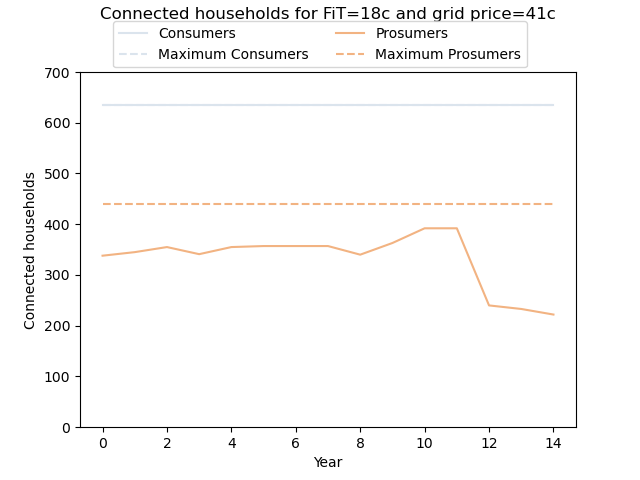 Connected households for FiT=18c and grid price=41c
Consumers
Prosumers
Maximum Consumers
Maximum Prosumers
700
600
500
400
300
200
100
0
Connected households
0 2 4 6 8 10 12 14
Year